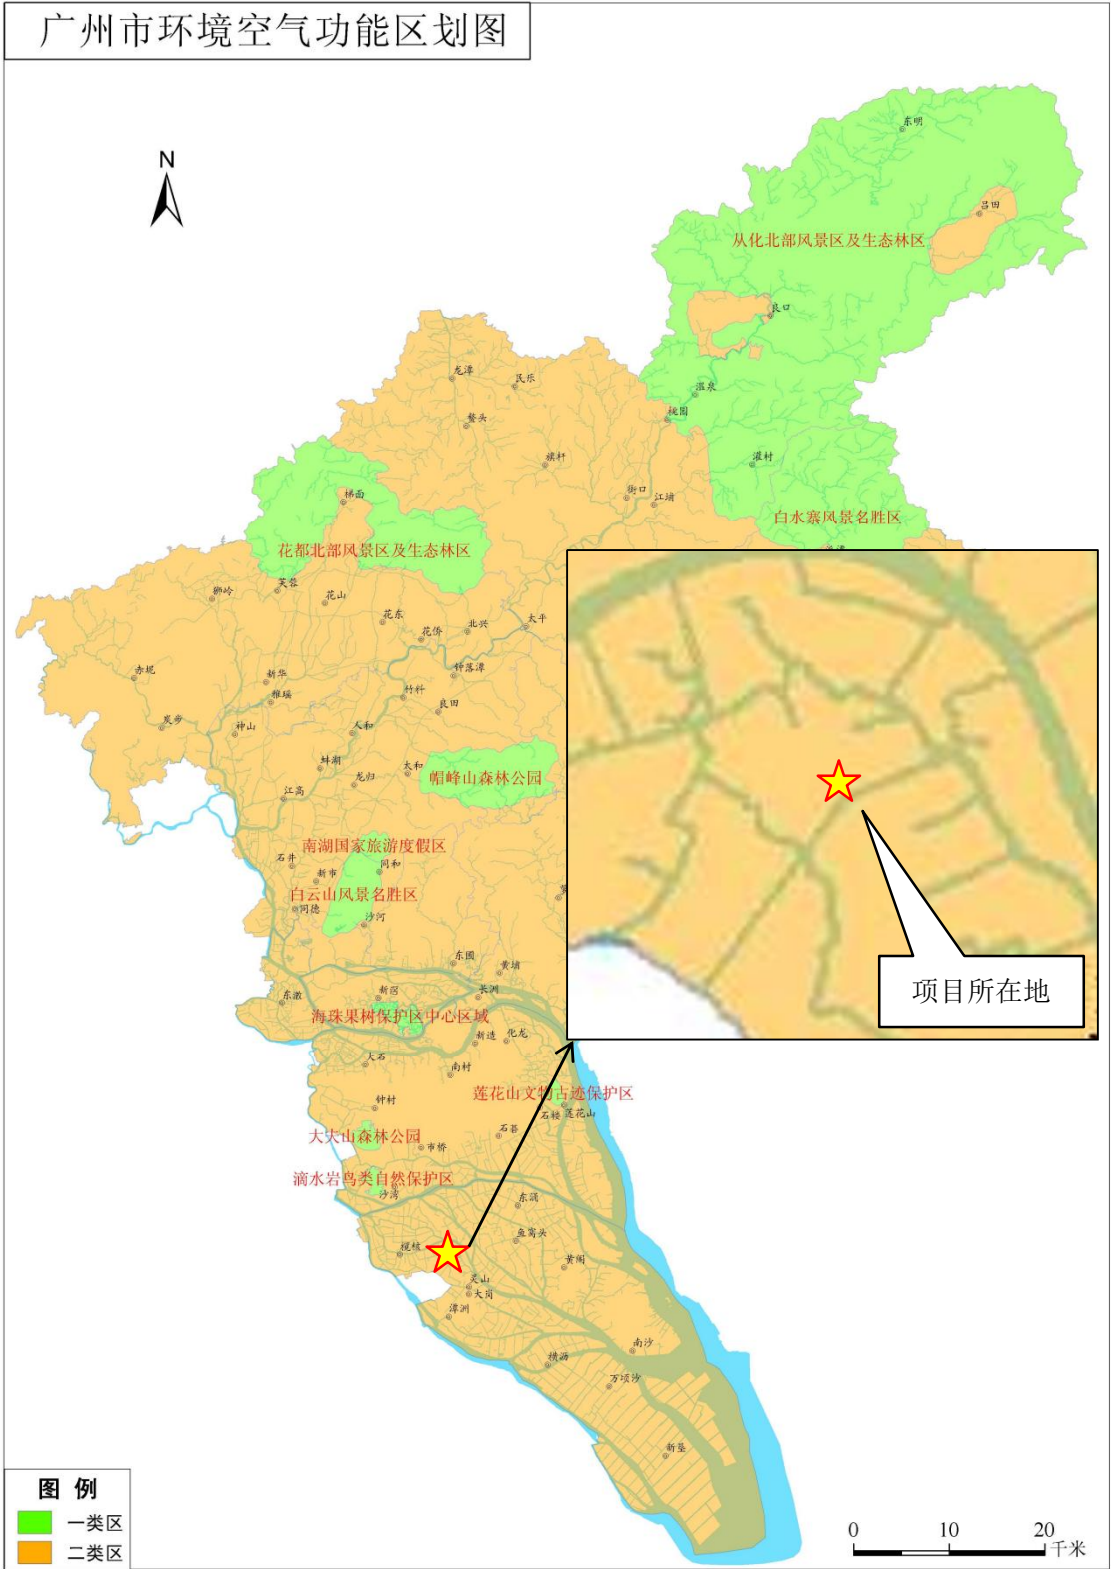 广州市环境空气功能区划图
N
东明
吕田
从化北部风景区及生态林区
良口
龙潭
民乐
温泉
鳌头
桃园
旗杆
灌村
街口
江埔
梯面
白水寨风景名胜区
花都北部风景区及生态林区
芙蓉
狮岭
花山
花东
花侨
北兴
太平
赤坭
新华
雅瑶
钟落潭
竹料
良田
炭步
神山
人和
蚌湖
太和
龙归
帽峰山森林公园
江高
南湖国家旅游度假区
石井
同和
新市
白云山风景名胜区
同德
沙河
东圃
黄埔
东漖
新滘
长洲
海珠果树保护区中心区域
新造
化龙
大石
南村
项目所在地
莲花山文物古迹保护区
钟村
石楼
莲花山
石碁
大夫山森林公园
市桥
滴水岩鸟类自然保护区
沙湾
东涌
鱼窝头
榄核
黄阁
灵山
大岗
潭洲
南沙
横沥
万顷沙
新垦
图 例
一类区
二类区
0 10 20
千米